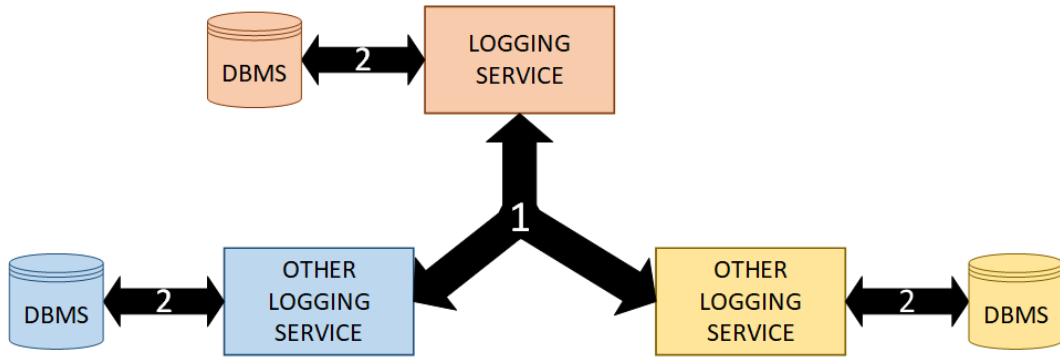 DBMS
2
LOGGING
SERVICE
1
DBMS
2
OTHER
LOGGING
SERVICE
OTHER
LOGGING
SERVICE
2
DBMS